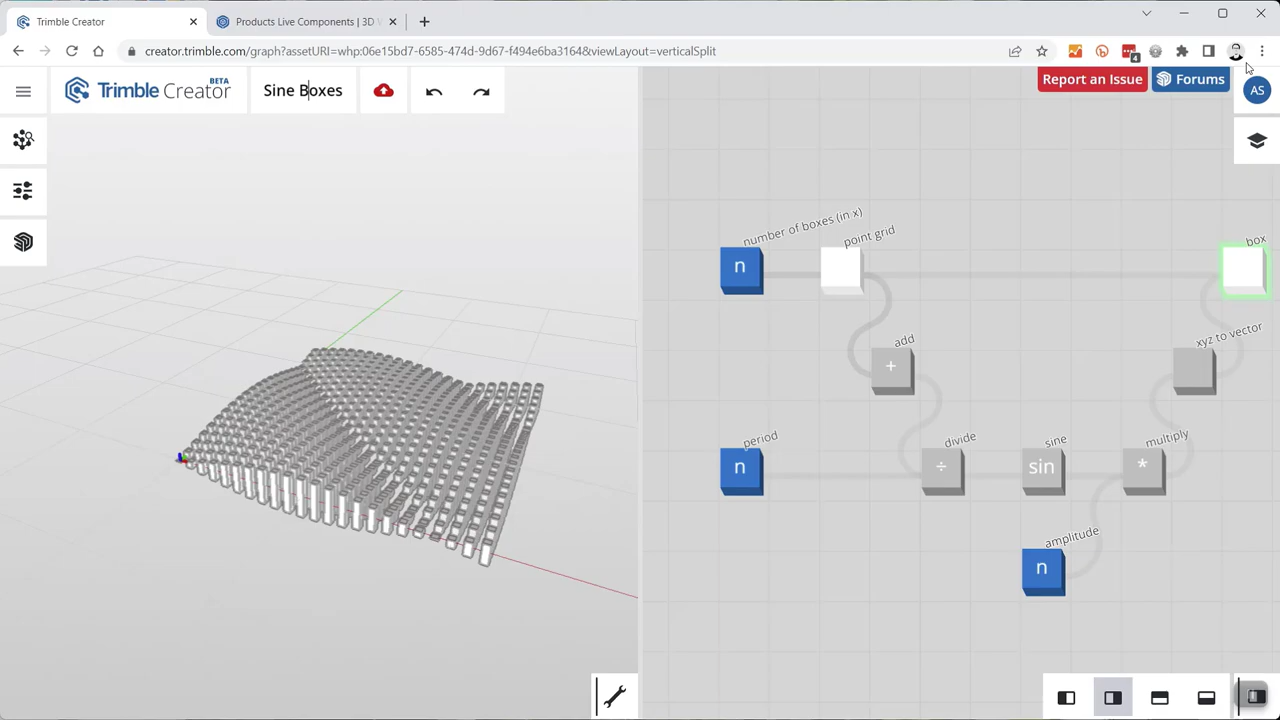 Trimble Creator
Products Live Components | 3D W
creator.trimble.com/graph?assetURI=whp:06e15bd7-6585-474d-9d67-f494e6ba3164&viewLayout=verticalSplit
4
Trimble Creator BETA
Sine Boxes
Report an Issue
Forums
AS
number of boxes (in x)
point grid
box
n
add
+
xyz to vector
period
divide
sine
multiply
n
÷
sin
*
amplitude
n